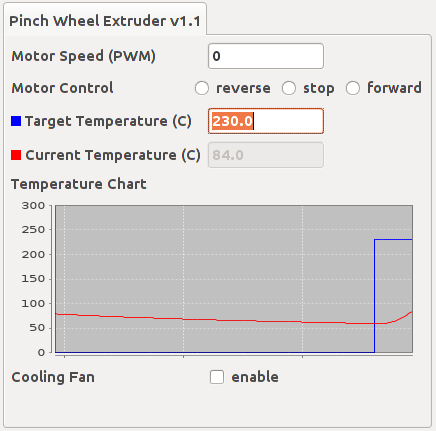 Pinch Wheel Extruder v1.1
Motor Speed (PWM) 0
Motor Control reverse stop forward
Target Temperature (C) 230.0
Current Temperature (C) 84.0
Temperature Chart
300
250
200
150
100
50
0
Cooling Fan enable